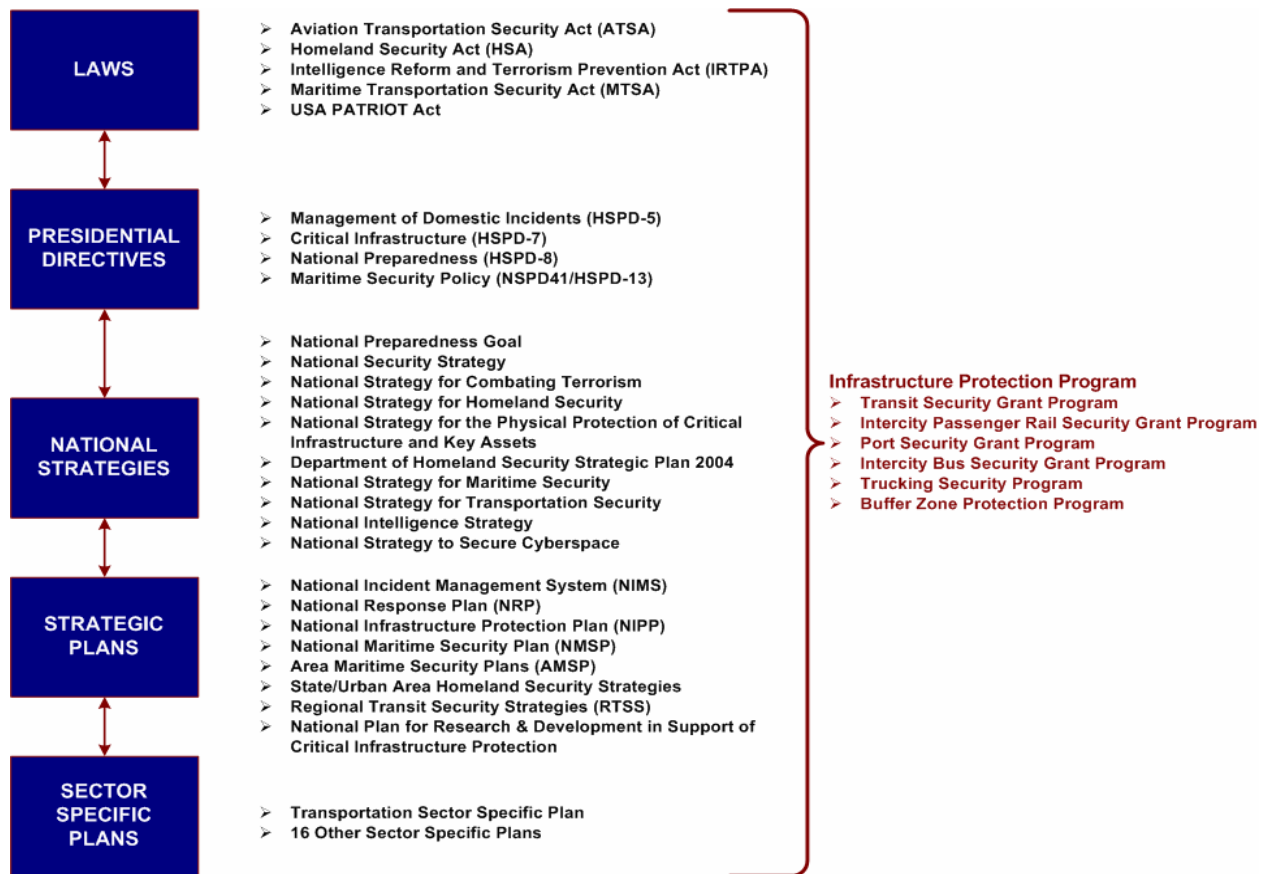 LAWS
➢ Aviation Transportation Security Act (ATSA)
➢ Homeland Security Act (HSA)
➢ Intelligence Reform and Terrorism Prevention Act (IRTPA)
➢ Maritime Transportation Security Act (MTSA)
➢ USA PATRIOT Act
PRESIDENTIAL
DIRECTIVES
➢ Management of Domestic Incidents (HSPD-5)
➢ Critical Infrastructure (HSPD-7)
➢ National Preparedness (HSPD-8)
➢ Maritime Security Policy (NSPD41/HSPD-13)
NATIONAL
STRATEGIES
➢ National Preparedness Goal
➢ National Security Strategy
➢ National Strategy for Combating Terrorism
➢ National Strategy for Homeland Security
➢ National Strategy for the Physical Protection of Critical
Infrastructure and Key Assets
➢ Department of Homeland Security Strategic Plan 2004
➢ National Strategy for Maritime Security
➢ National Strategy for Transportation Security
➢ National Intelligence Strategy
➢ National Strategy to Secure Cyberspace
STRATEGIC
PLANS
➢ National Incident Management System (NIMS)
➢ National Response Plan (NRP)
➢ National Infrastructure Protection Plan (NIPP)
➢ National Maritime Security Plan (NMSP)
➢ Area Maritime Security Plans (AMSP)
➢ State/Urban Area Homeland Security Strategies
➢ Regional Transit Security Strategies (RTSS)
➢ National Plan for Research & Development in Support of
Critical Infrastructure Protection
SECTOR
SPECIFIC
PLANS
➢ Transportation Sector Specific Plan
➢ 16 Other Sector Specific Plans
Infrastructure Protection Program
➢ Transit Security Grant Program
➢ Intercity Passenger Rail Security Grant Program
➢ Port Security Grant Program
➢ Intercity Bus Security Grant Program
➢ Trucking Security Program
➢ Buffer Zone Protection Program